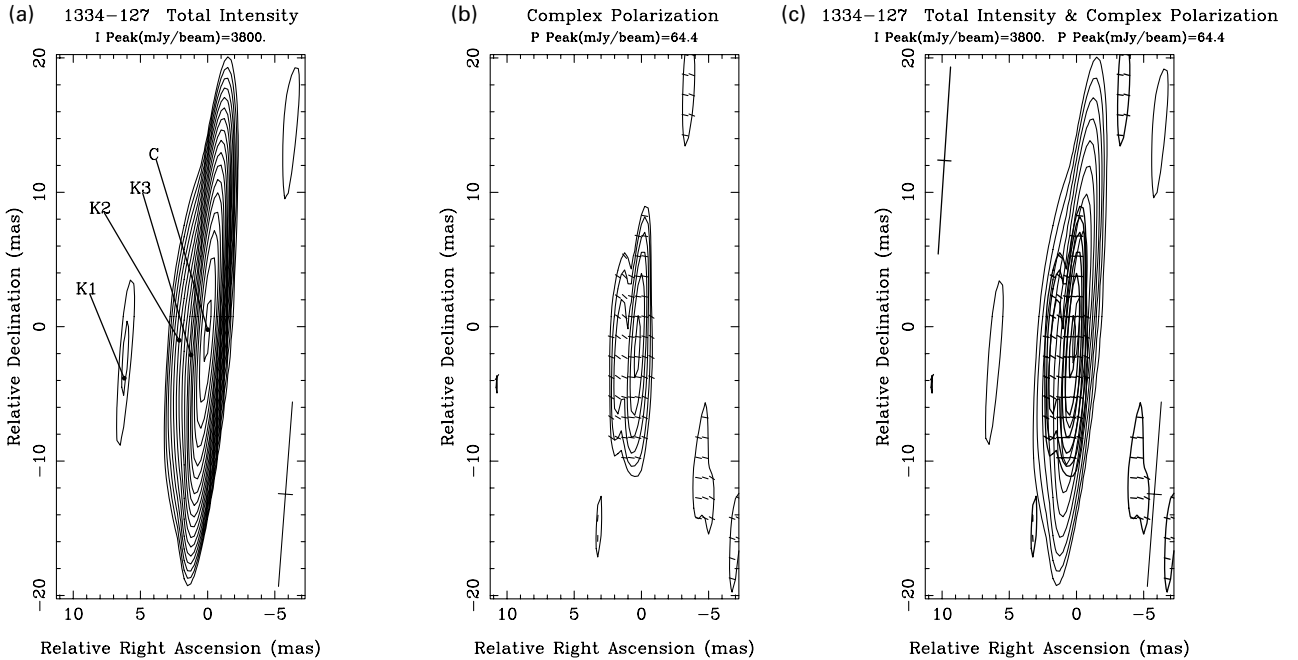 (a) 1334−127 Total Intensity
I Peak(mJy/beam)=3800.
20
10
0
−10
−20
Relative Declination (mas)
C
K3
K2
K1
10 5 0 −5
Relative Right Ascension (mas)
(b) Complex Polarization
P Peak(mJy/beam)=64.4
20
10
0
−10
−20
Relative Declination (mas)
10 5 0 −5
Relative Right Ascension (mas)
(c) 1334−127 Total Intensity & Complex Polarization
I Peak(mJy/beam)=3800. P Peak(mJy/beam)=64.4
20
10
0
−10
−20
Relative Declination (mas)
10 5 0 −5
Relative Right Ascension (mas)